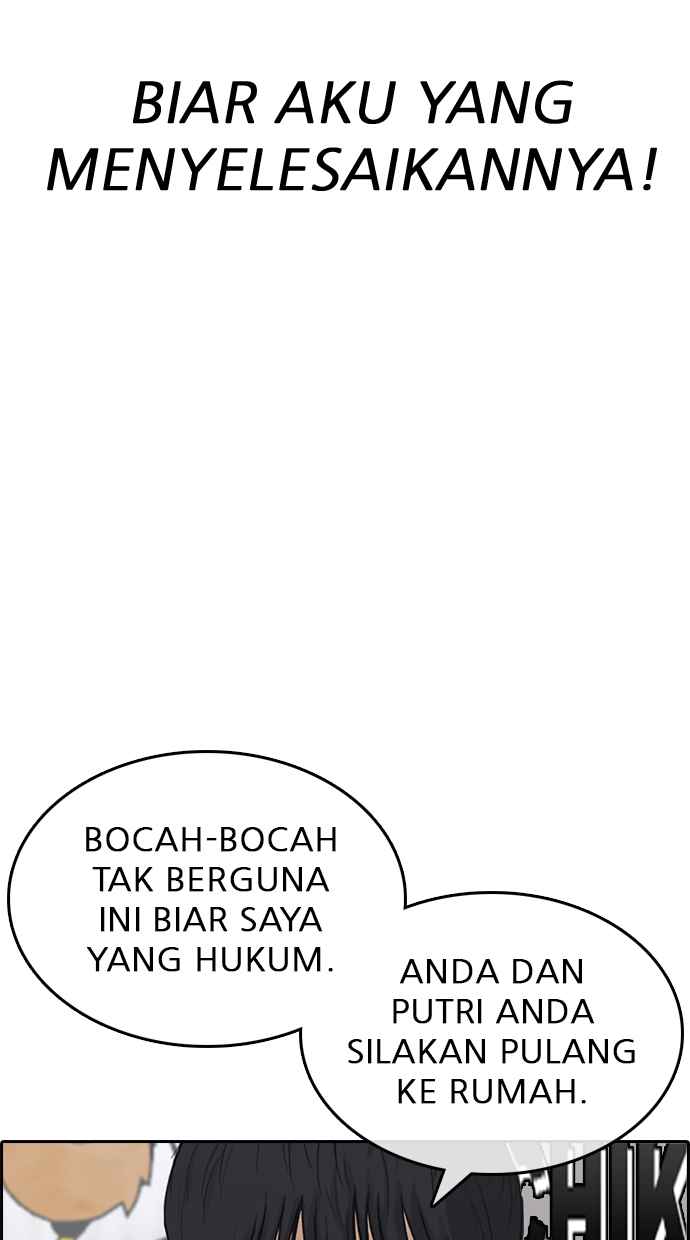 BIAR AKU YANG
MENYELESAIKANNYA!
BOCAH-BOCAH
TAK BERGUNA
INI BIAR SAYA
YANG HUKUM.
ANDA DAN
PUTRI ANDA
SILAKAN PULANG
KE RUMAH.